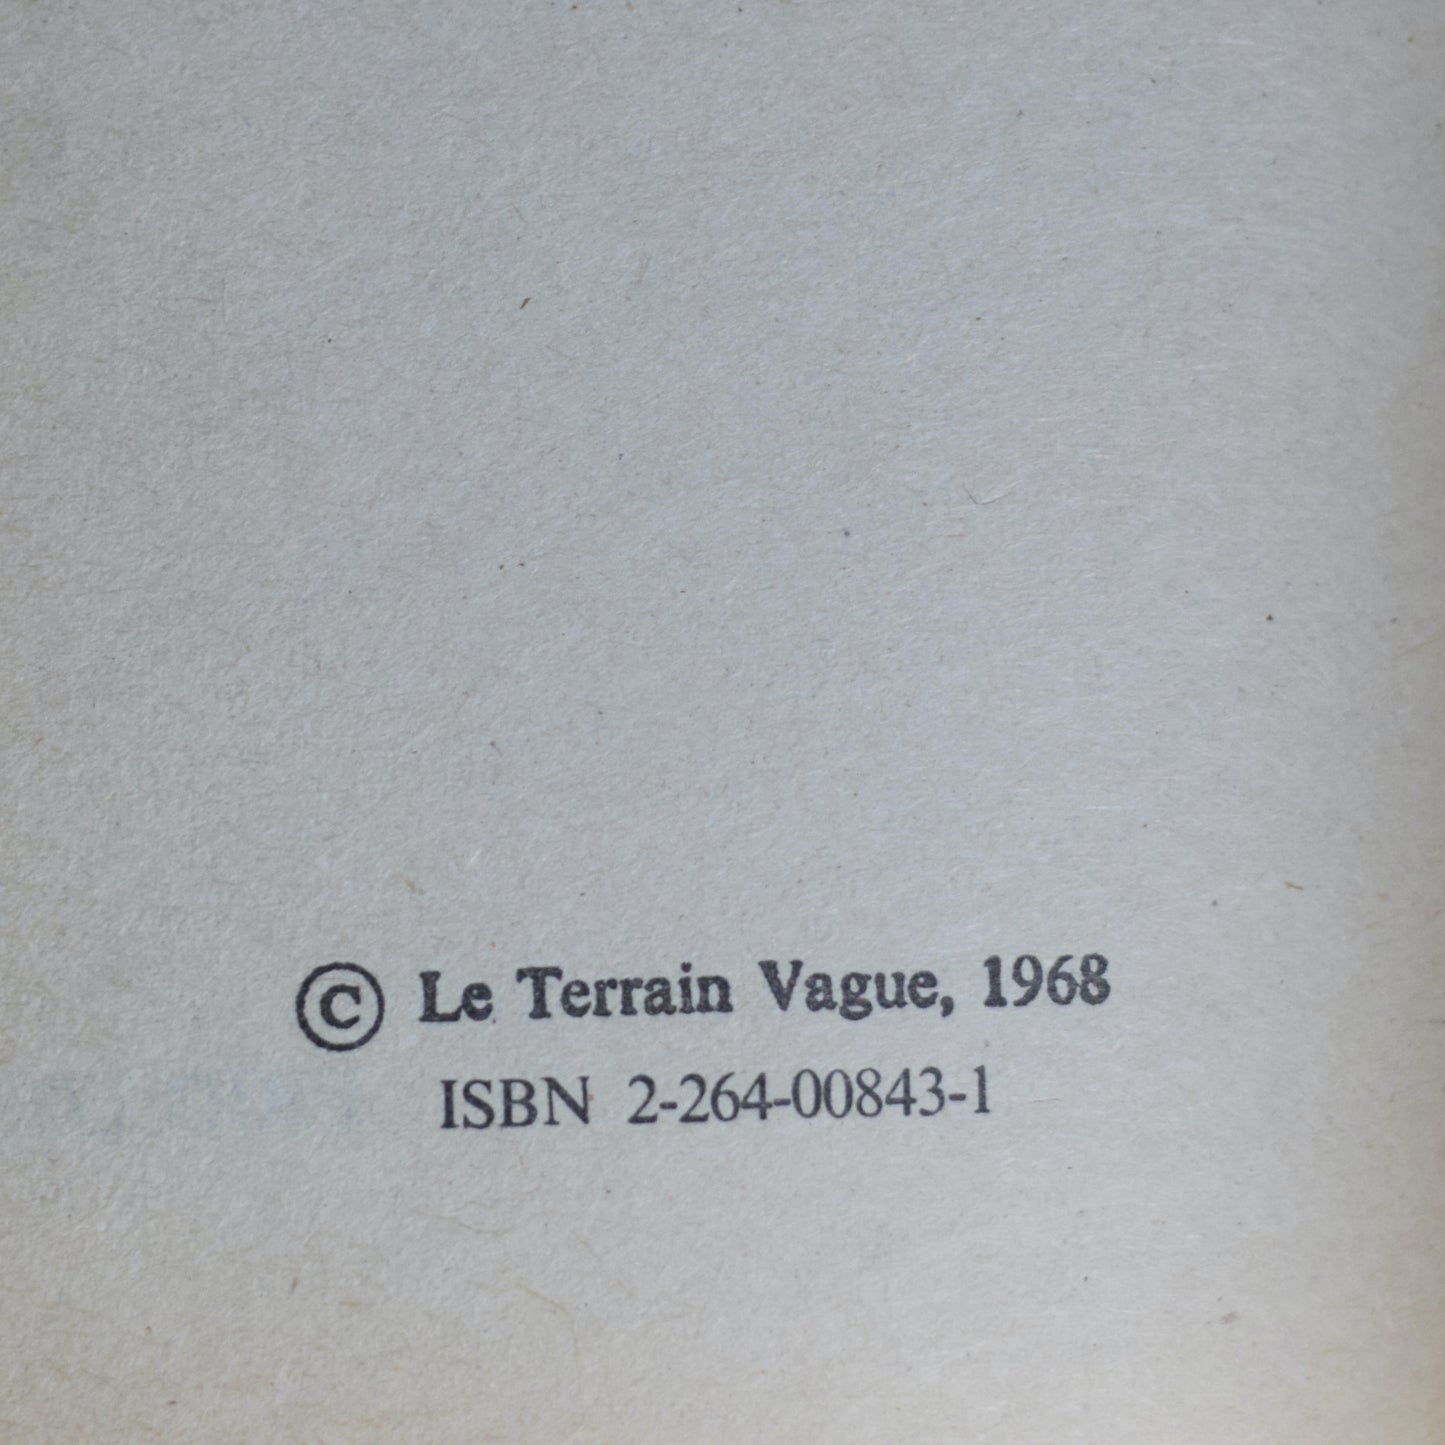 © Le Terrain Vague, 1968
ISBN 2-264-00843-1